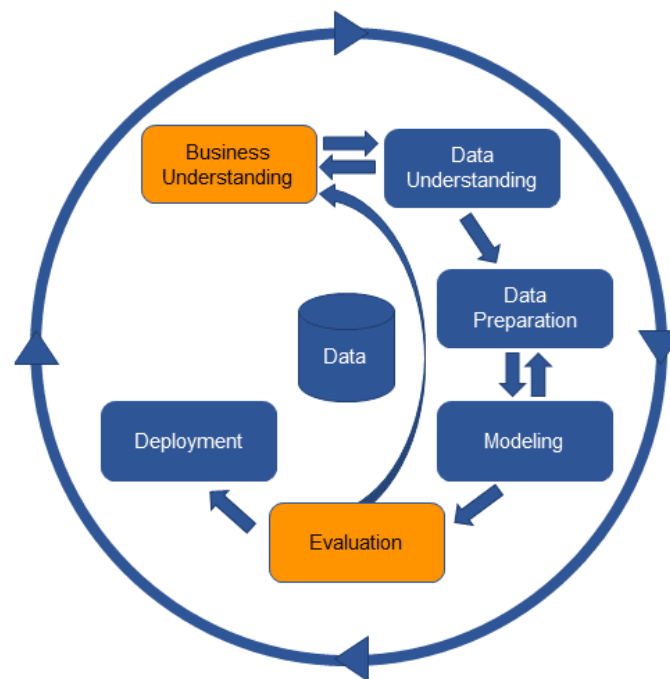 Business
Understanding
Data
Understanding
Data
Preparation
Data
Deployment
Modeling
Evaluation